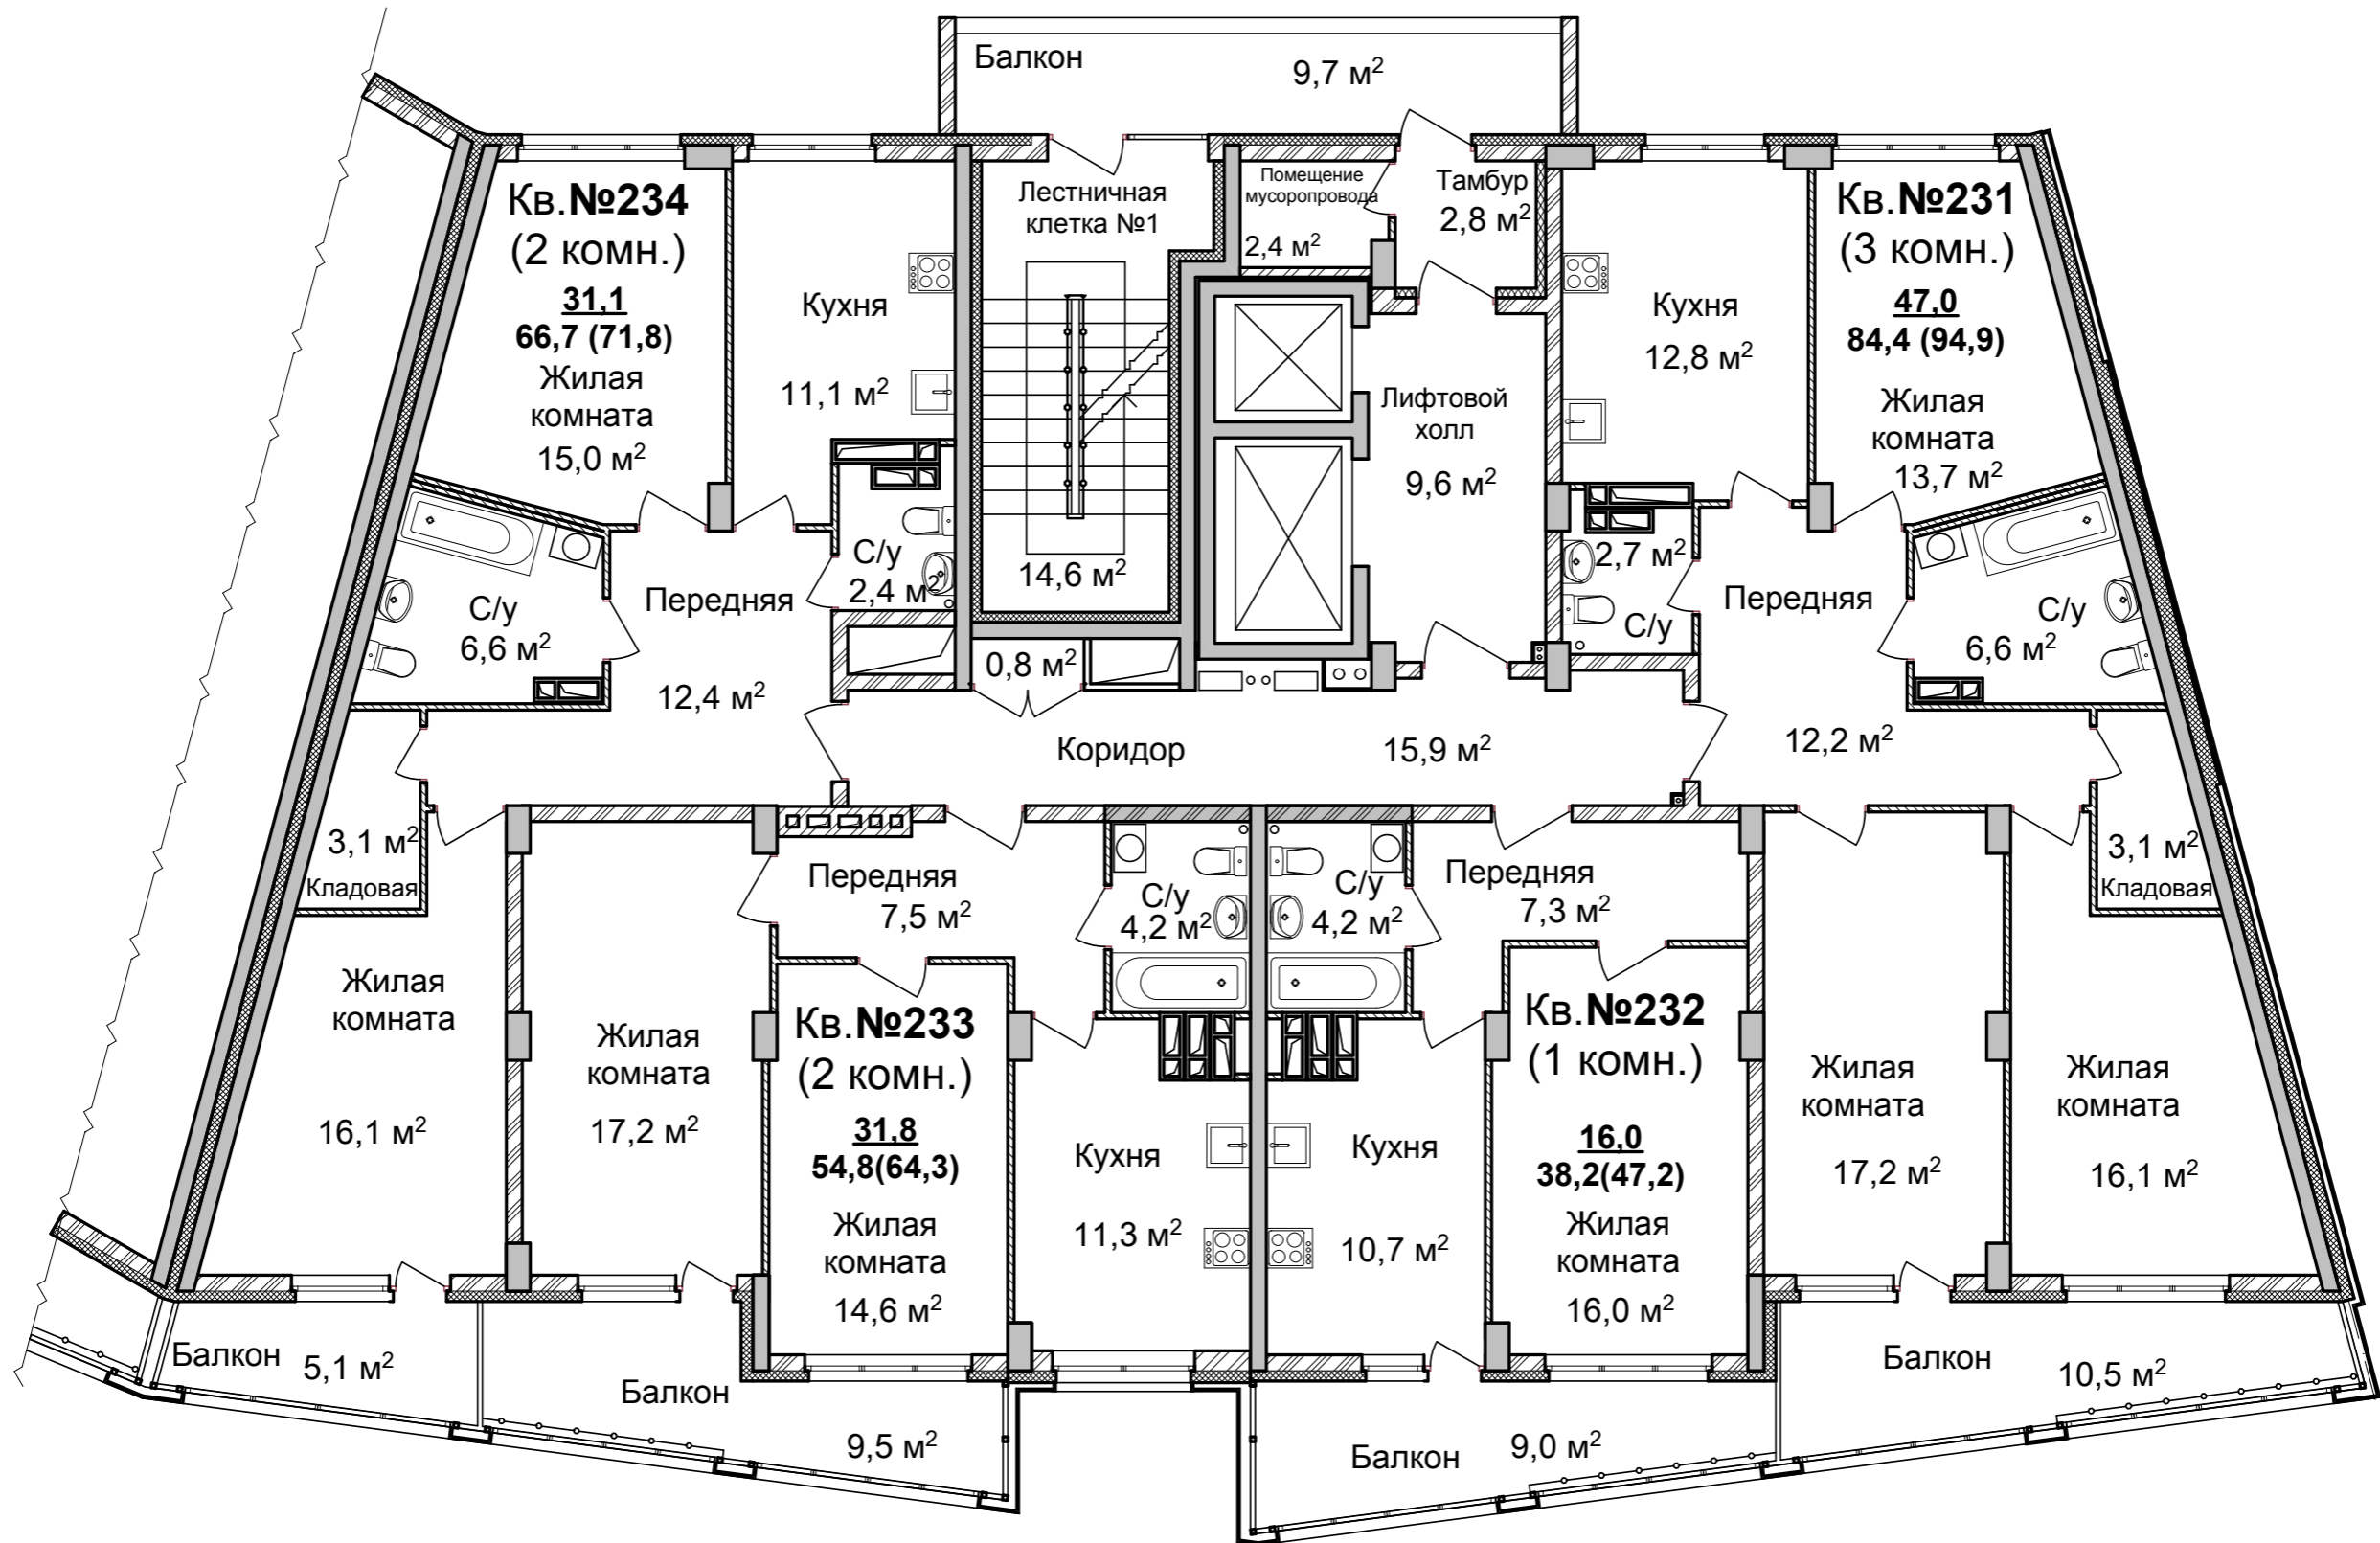 Балкон
9,7 м²
Кв.№234
(2 комн.)
31,1
66,7 (71,8)
Жилая
комната
15,0 м²
Кухня
11,1 м²
Лестничная
клетка №1
14,6 м²
Помещение
мусоропровода
2,4 м²
Тамбур
2,8 м²
Лифтовой
холл
9,6 м²
Кухня
12,8 м²
Кв.№231
(3 комн.)
47,0
84,4 (94,9)
Жилая
комната
13,7 м²
С/у
6,6 м²
Передняя
12,4 м²
С/у
2,4 м²
0,8 м²
2,7 м²
С/у
Передняя
12,2 м²
С/у
6,6 м²
Коридор
15,9 м²
3,1 м²
Кладовая
Передняя
7,5 м²
С/у
4,2 м²
С/у
4,2 м²
Передняя
7,3 м²
3,1 м²
Кладовая
Жилая
комната
16,1 м²
Жилая
комната
17,2 м²
Кв.№233
(2 комн.)
31,8
54,8(64,3)
Жилая
комната
14,6 м²
Кухня
11,3 м²
Кухня
10,7 м²
Кв.№232
(1 комн.)
16,0
38,2(47,2)
Жилая
комната
16,0 м²
Жилая
комната
17,2 м²
Жилая
комната
16,1 м²
Балкон
5,1 м²
Балкон
9,5 м²
Балкон
9,0 м²
Балкон
10,5 м²